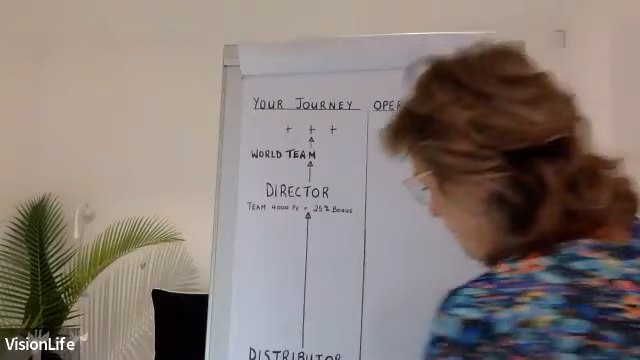 YOUR JOURNEY
OPER
+ + +
WORLD TEAM
DIRECTOR
TEAM 4000 PV = 25% BONUS
DISTRIBUTOR
VisionLife